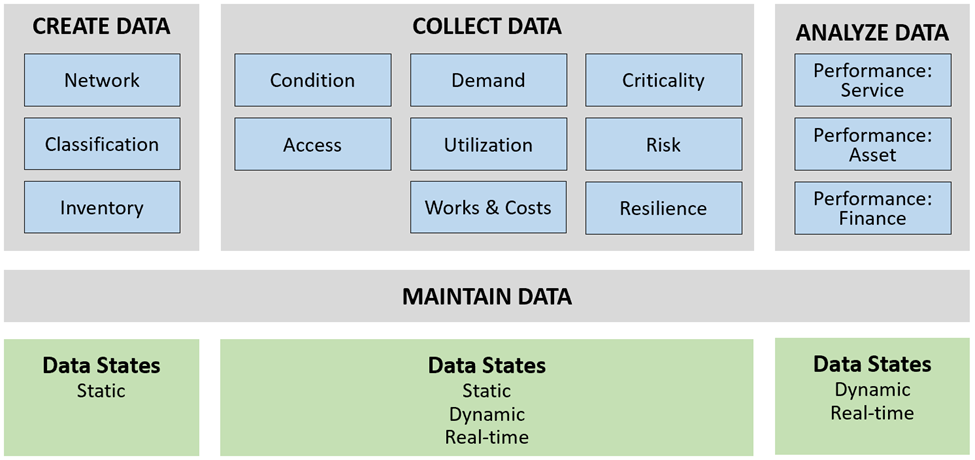 CREATE DATA
Network
Classification
Inventory
COLLECT DATA
Condition
Demand
Criticality
Access
Utilization
Risk
Works & Costs
Resilience
ANALYZE DATA
Performance:
Service
Performance:
Asset
Performance:
Finance
MAINTAIN DATA
Data States
Static
Data States
Static
Dynamic
Real-time
Data States
Dynamic
Real-time